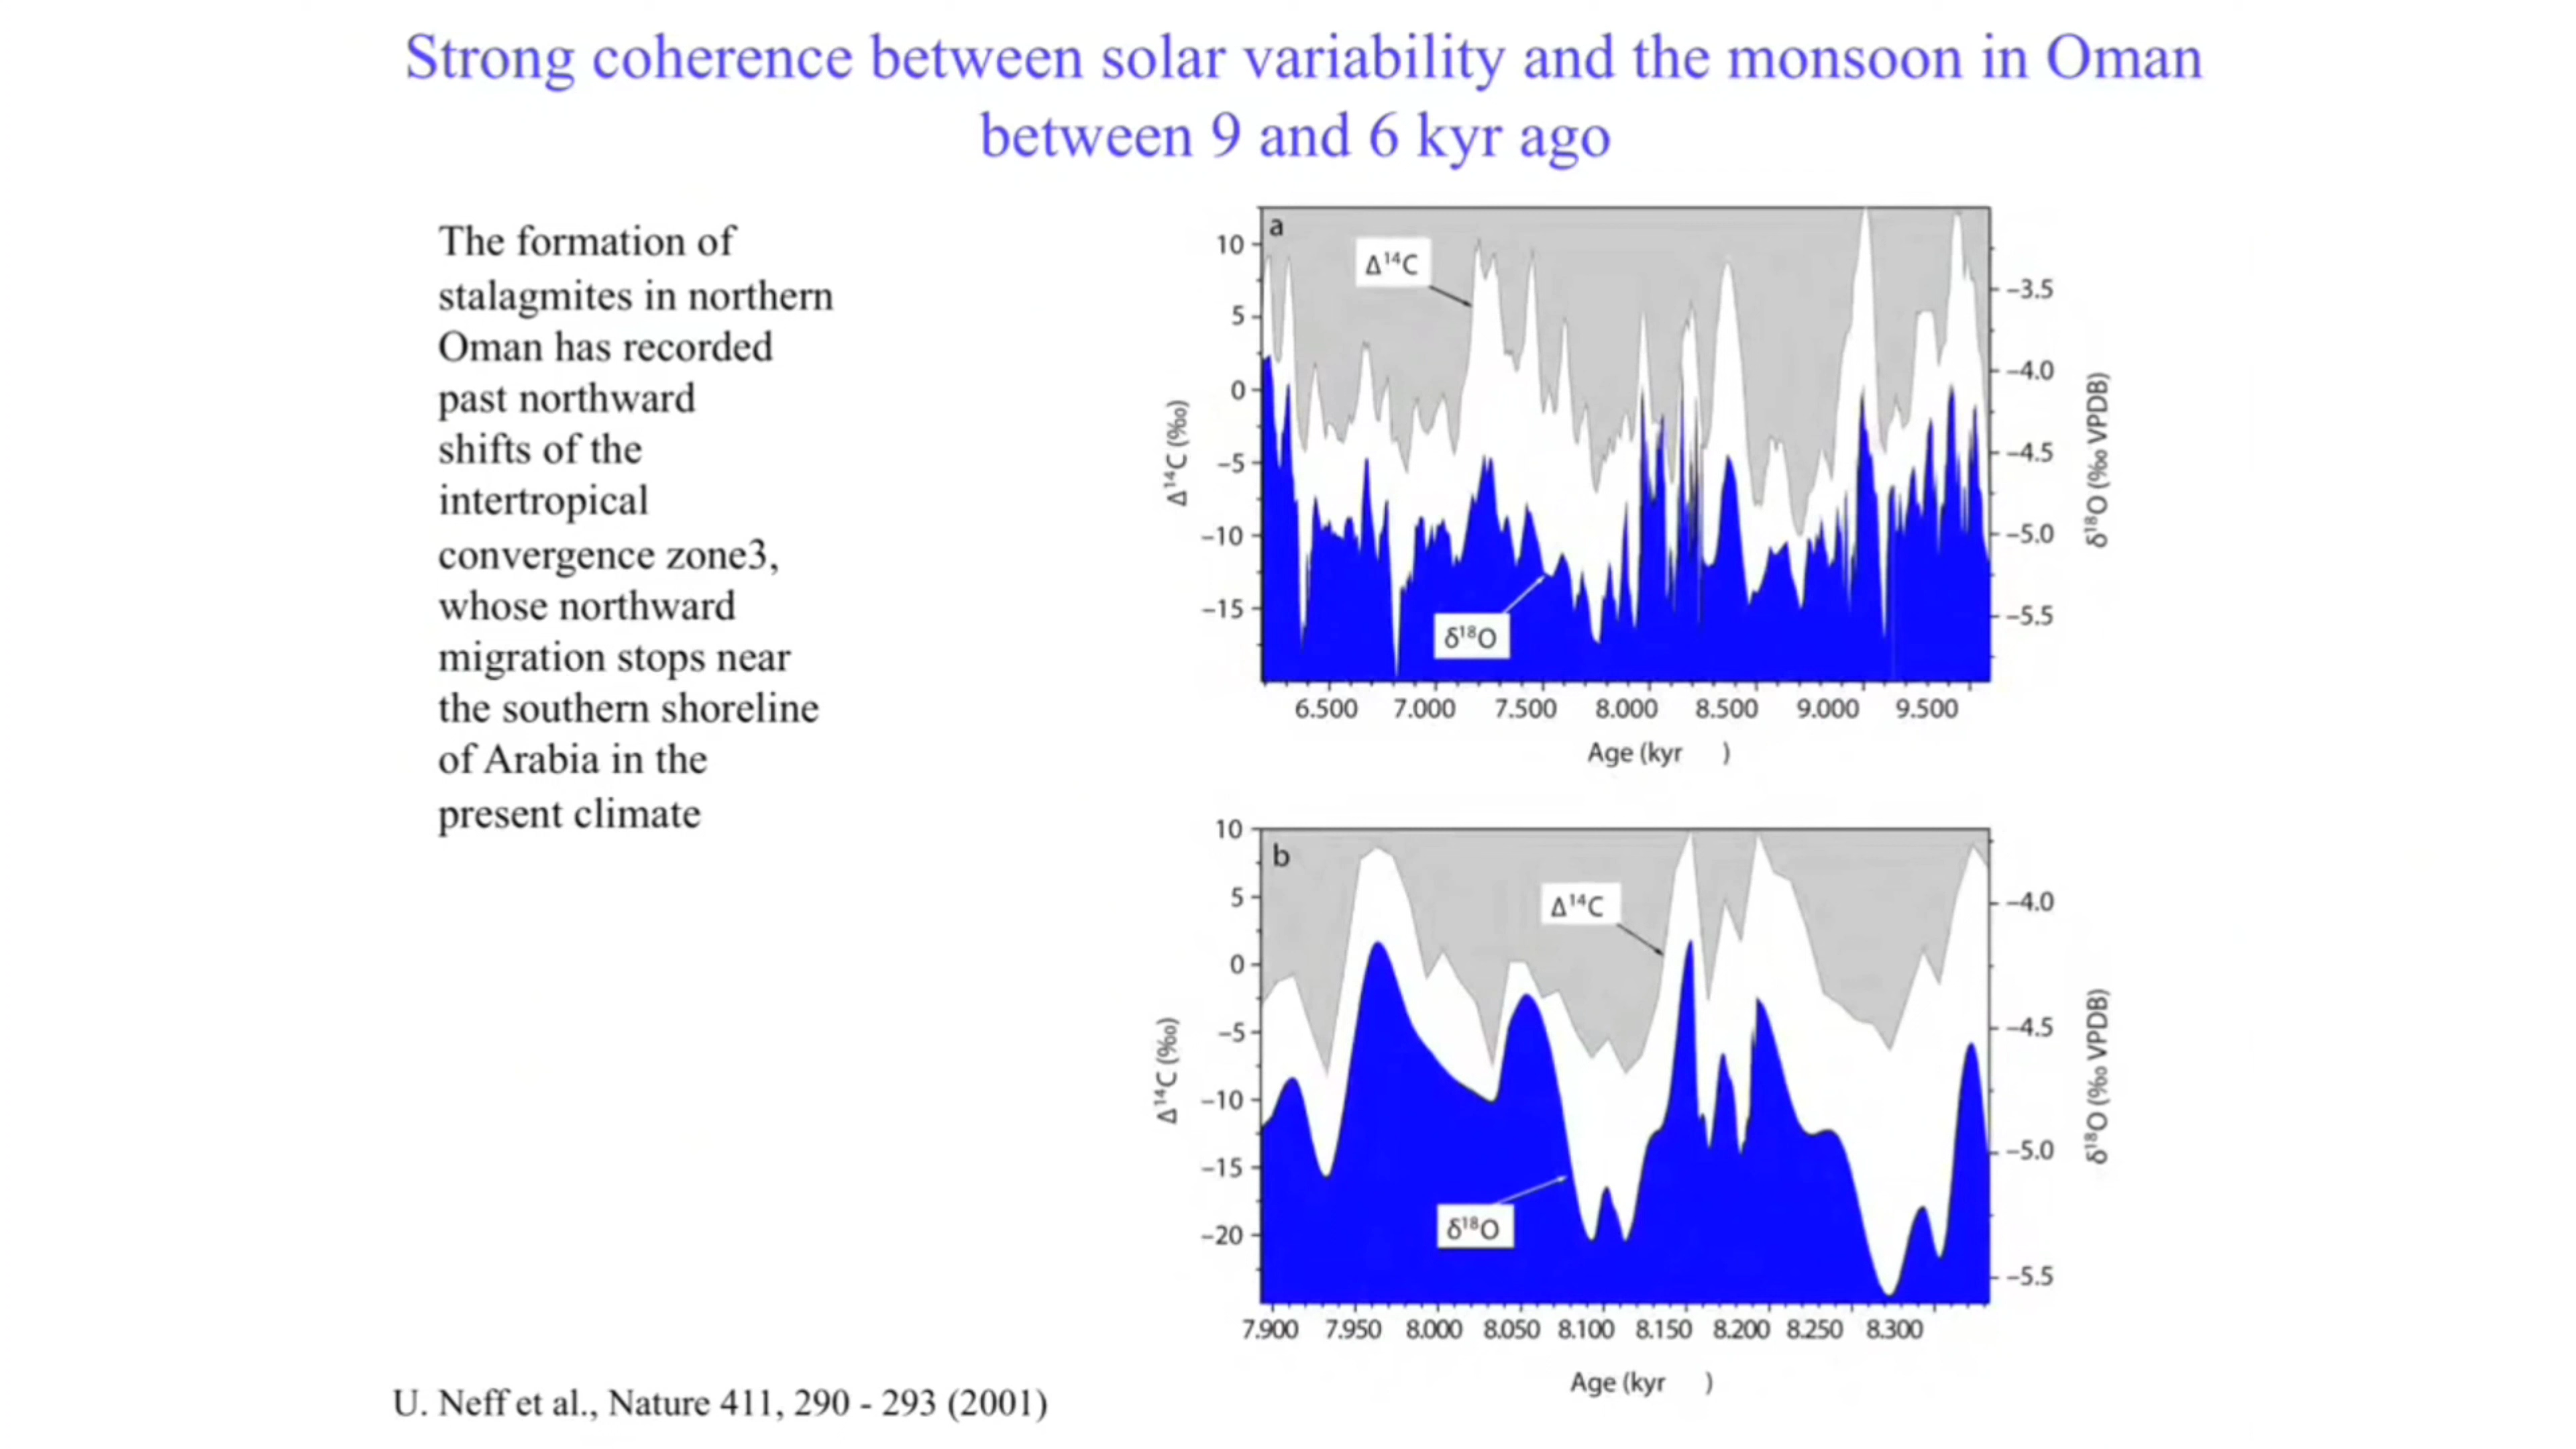 Strong coherence between solar variability and the monsoon in Oman
between 9 and 6 kyr ago
The formation of
stalagmites in northern
Oman has recorded
past northward
shifts of the
intertropical
convergence zone3,
whose northward
migration stops near
the southern shoreline
of Arabia in the
present climate
a
Δ¹⁴C
δ¹⁸O
10
5
0
−5
−10
−15
Δ¹⁴C (‰)
−3.5
−4.0
−4.5
−5.0
−5.5
δ¹⁸O (‰ VPDB)
6.500 7.000 7.500 8.000 8.500 9.000 9.500
Age (kyr )
b
Δ¹⁴C
δ¹⁸O
10
5
0
−5
−10
−15
−20
Δ¹⁴C (‰)
−4.0
−4.5
−5.0
−5.5
δ¹⁸O (‰ VPDB)
7.900 7.950 8.000 8.050 8.100 8.150 8.200 8.250 8.300
Age (kyr )
U. Neff et al., Nature 411, 290 - 293 (2001)